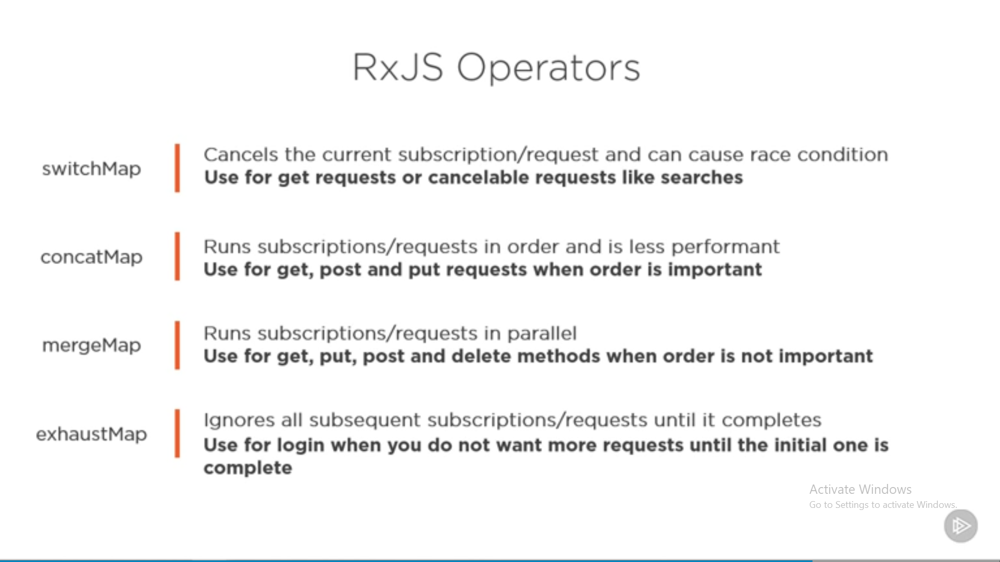 RxJS Operators
switchMap
Cancels the current subscription/request and can cause race condition
Use for get requests or cancelable requests like searches
concatMap
Runs subscriptions/requests in order and is less performant
Use for get, post and put requests when order is important
mergeMap
Runs subscriptions/requests in parallel
Use for get, put, post and delete methods when order is not important
exhaustMap
Ignores all subsequent subscriptions/requests until it completes
Use for login when you do not want more requests until the initial one is
complete
Activate Windows
Go to Settings to activate Windows.